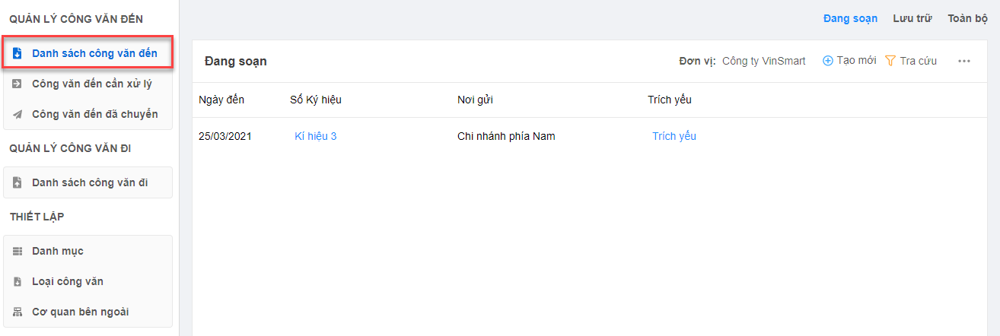 QUẢN LÝ CÔNG VĂN ĐẾN
Danh sách công văn đến
Công văn đến cần xử lý
Công văn đến đã chuyển
QUẢN LÝ CÔNG VĂN ĐI
Danh sách công văn đi
THIẾT LẬP
Danh mục
Loại công văn
Cơ quan bên ngoài
Đang soạn Lưu trữ Toàn bộ
Đang soạn Đơn vị: Công ty VinSmart Tạo mới Tra cứu
Ngày đến Số Ký hiệu Nơi gửi Trích yếu
25/03/2021 Kí hiệu 3 Chi nhánh phía Nam Trích yếu